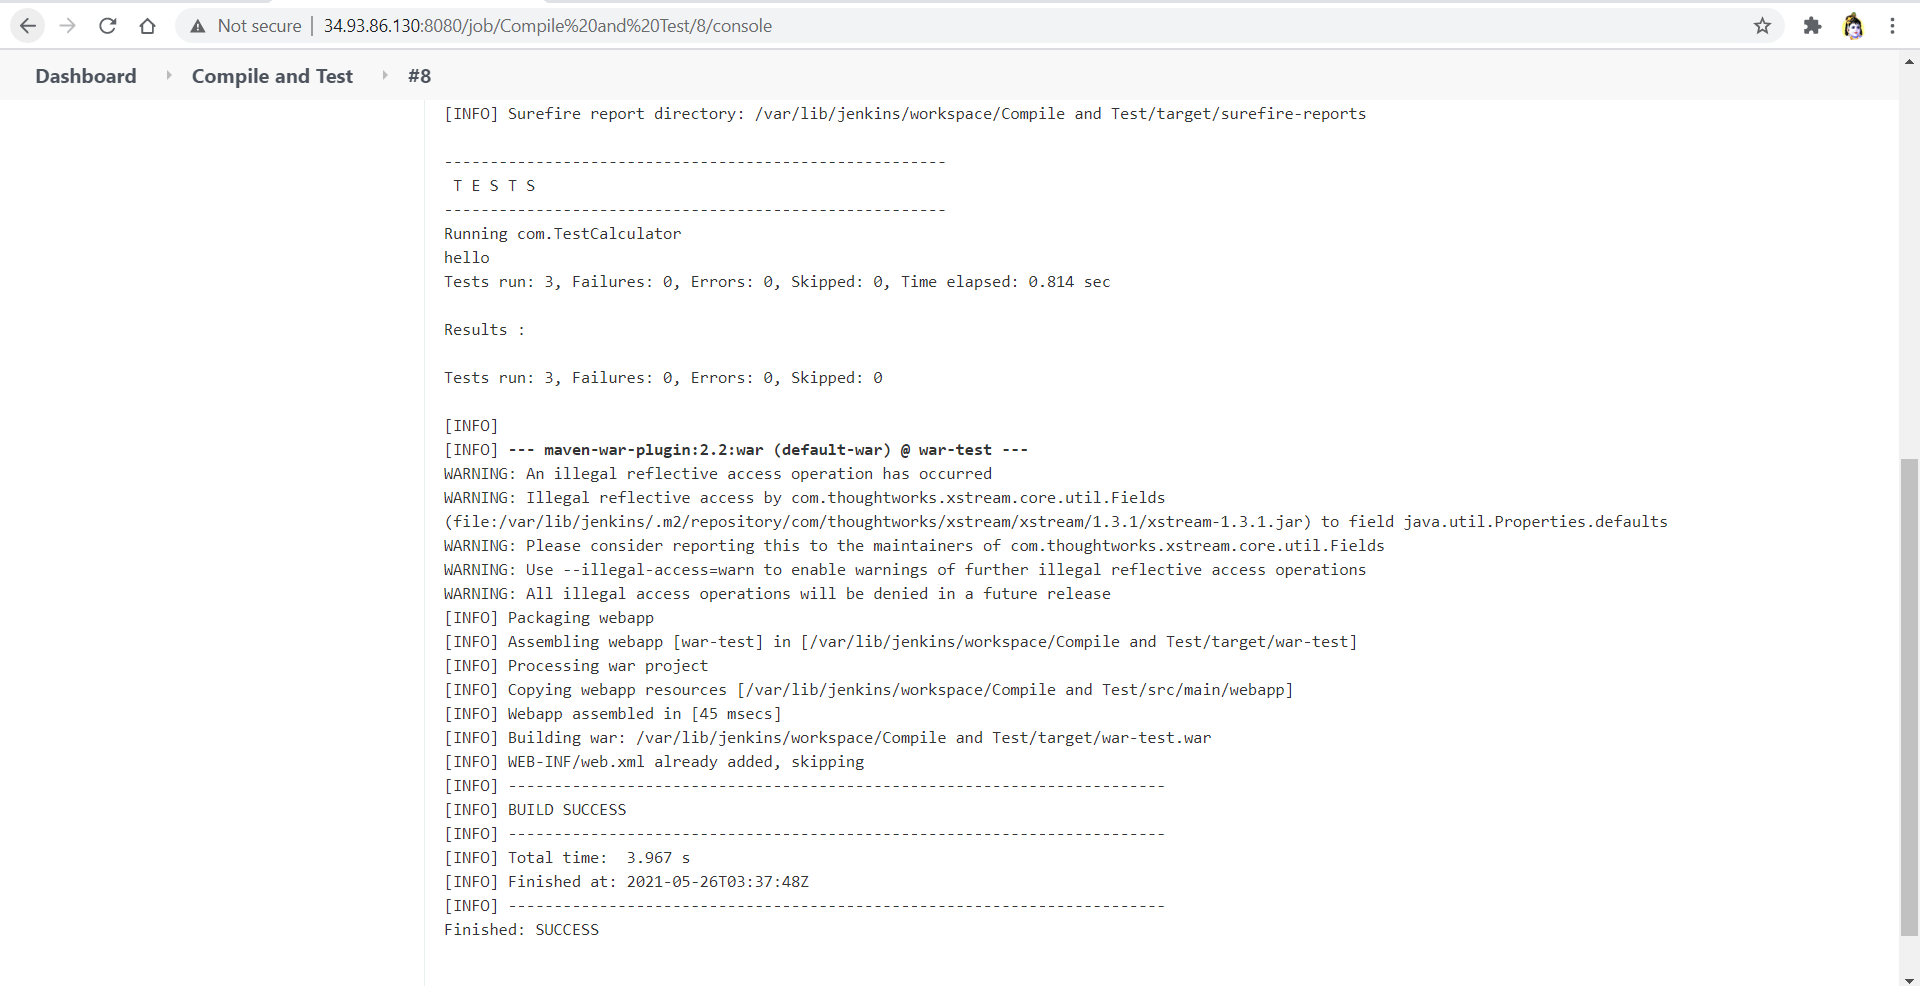 Not secure | 34.93.86.130:8080/job/Compile%20and%20Test/8/console
Dashboard Compile and Test #8
[INFO] Surefire report directory: /var/lib/jenkins/workspace/Compile and Test/target/surefire-reports
-------------------------------------------------------
T E S T S
-------------------------------------------------------
Running com.TestCalculator
hello
Tests run: 3, Failures: 0, Errors: 0, Skipped: 0, Time elapsed: 0.814 sec
Results :
Tests run: 3, Failures: 0, Errors: 0, Skipped: 0
[INFO]
[INFO] --- maven-war-plugin:2.2:war (default-war) @ war-test ---
WARNING: An illegal reflective access operation has occurred
WARNING: Illegal reflective access by com.thoughtworks.xstream.core.util.Fields
(file:/var/lib/jenkins/.m2/repository/com/thoughtworks/xstream/xstream/1.3.1/xstream-1.3.1.jar) to field java.util.Properties.defaults
WARNING: Please consider reporting this to the maintainers of com.thoughtworks.xstream.core.util.Fields
WARNING: Use --illegal-access=warn to enable warnings of further illegal reflective access operations
WARNING: All illegal access operations will be denied in a future release
[INFO] Packaging webapp
[INFO] Assembling webapp [war-test] in [/var/lib/jenkins/workspace/Compile and Test/target/war-test]
[INFO] Processing war project
[INFO] Copying webapp resources [/var/lib/jenkins/workspace/Compile and Test/src/main/webapp]
[INFO] Webapp assembled in [45 msecs]
[INFO] Building war: /var/lib/jenkins/workspace/Compile and Test/target/war-test.war
[INFO] WEB-INF/web.xml already added, skipping
[INFO] ------------------------------------------------------------------------
[INFO] BUILD SUCCESS
[INFO] ------------------------------------------------------------------------
[INFO] Total time:  3.967 s
[INFO] Finished at: 2021-05-26T03:37:48Z
[INFO] ------------------------------------------------------------------------
Finished: SUCCESS